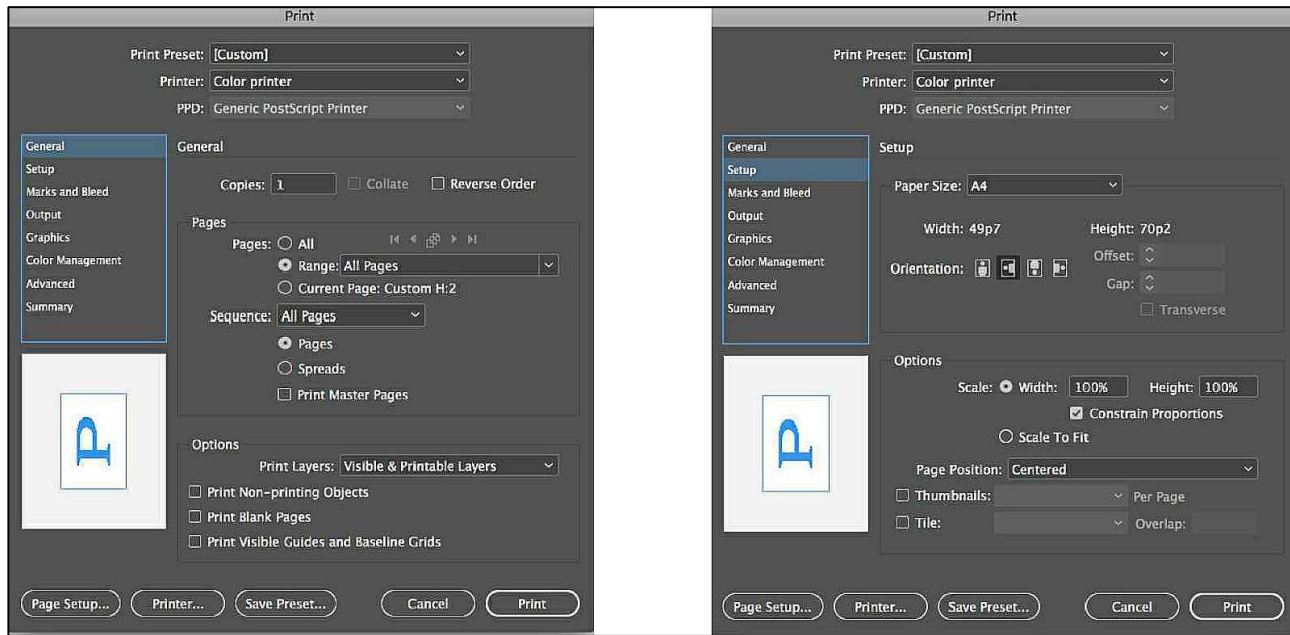 Print
Print Preset: [Custom]
Printer: Color printer
PPD: Generic PostScript Printer
General
Setup
Marks and Bleed
Output
Graphics
Color Management
Advanced
Summary
General
Copies: 1 Collate Reverse Order
Pages
Pages: All
Range: All Pages
Current Page: Custom H:2
Sequence: All Pages
Pages
Spreads
Print Master Pages
Options
Print Layers: Visible & Printable Layers
Print Non-printing Objects
Print Blank Pages
Print Visible Guides and Baseline Grids
P
Page Setup... Printer... Save Preset... Cancel Print
Print
Print Preset: [Custom]
Printer: Color printer
PPD: Generic PostScript Printer
General
Setup
Marks and Bleed
Output
Graphics
Color Management
Advanced
Summary
Setup
Paper Size: A4
Width: 49p7 Height: 70p2
Orientation: Offset:
Gap:
Transverse
Options
Scale: Width: 100% Height: 100%
Constrain Proportions
Scale To Fit
Page Position: Centered
Thumbnails: Per Page
Tile: Overlap:
P
Page Setup... Printer... Save Preset... Cancel Print